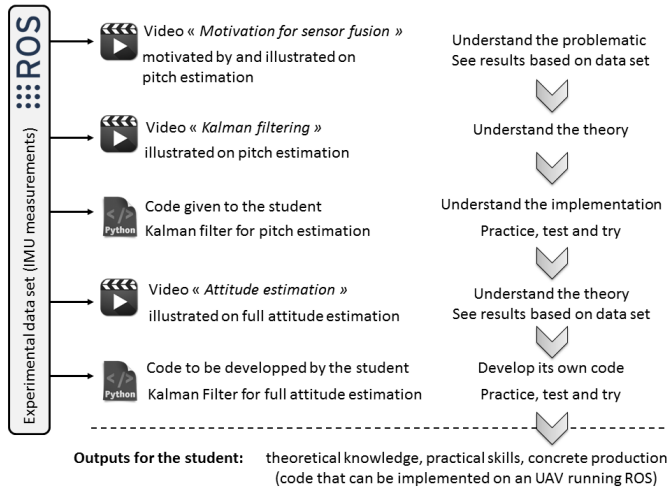 ROS
Experimental data set (IMU measurements)
Video « Motivation for sensor fusion »
motivated by and illustrated on
pitch estimation
Understand the problematic
See results based on data set
Video « Kalman filtering »
illustrated on pitch estimation
Understand the theory
</>
Python
Code given to the student
Kalman filter for pitch estimation
Understand the implementation
Practice, test and try
Video « Attitude estimation »
illustrated on full attitude estimation
Understand the theory
See results based on data set
</>
Python
Code to be developped by the student
Kalman Filter for full attitude estimation
Develop its own code
Practice, test and try
Outputs for the student: theoretical knowledge, practical skills, concrete production
(code that can be implemented on an UAV running ROS)